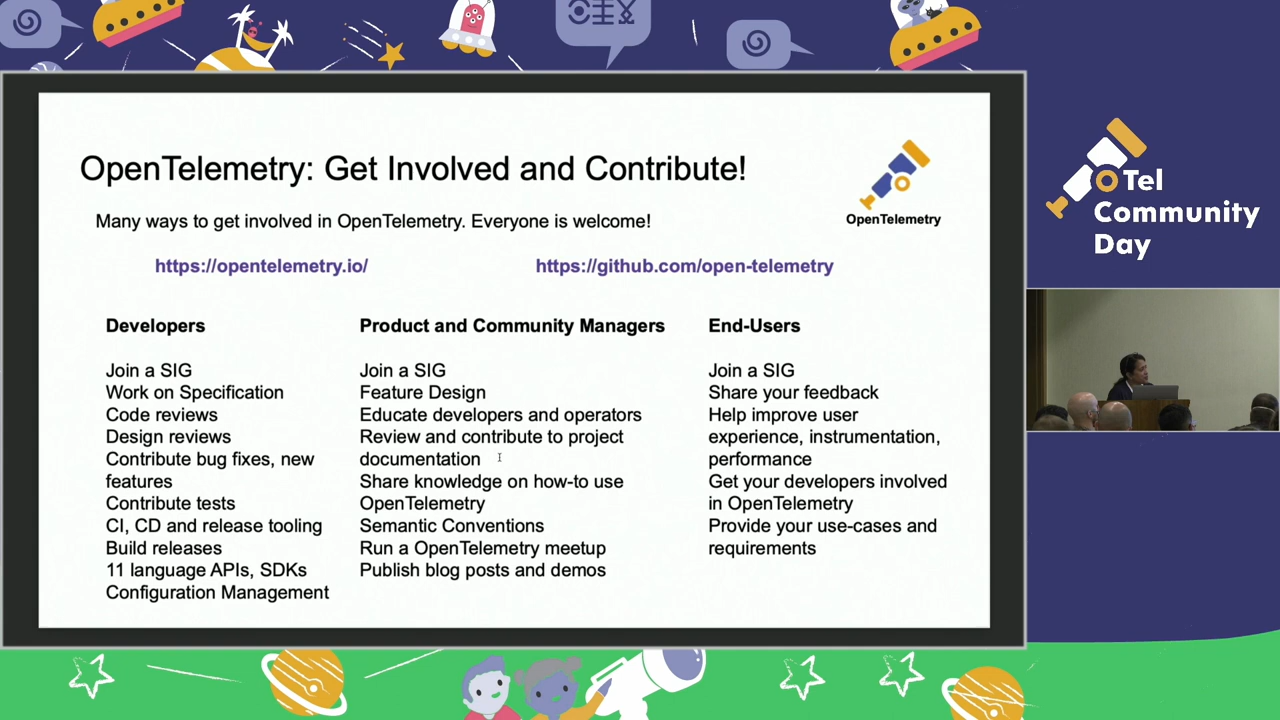 OpenTelemetry: Get Involved and Contribute!
OpenTelemetry
Many ways to get involved in OpenTelemetry. Everyone is welcome!
https://opentelemetry.io/
https://github.com/open-telemetry
Developers
Join a SIG
Work on Specification
Code reviews
Design reviews
Contribute bug fixes, new
features
Contribute tests
CI, CD and release tooling
Build releases
11 language APIs, SDKs
Configuration Management
Product and Community Managers
Join a SIG
Feature Design
Educate developers and operators
Review and contribute to project
documentation
Share knowledge on how-to use
OpenTelemetry
Semantic Conventions
Run a OpenTelemetry meetup
Publish blog posts and demos
End-Users
Join a SIG
Share your feedback
Help improve user
experience, instrumentation,
performance
Get your developers involved
in OpenTelemetry
Provide your use-cases and
requirements
OTel
Community
Day